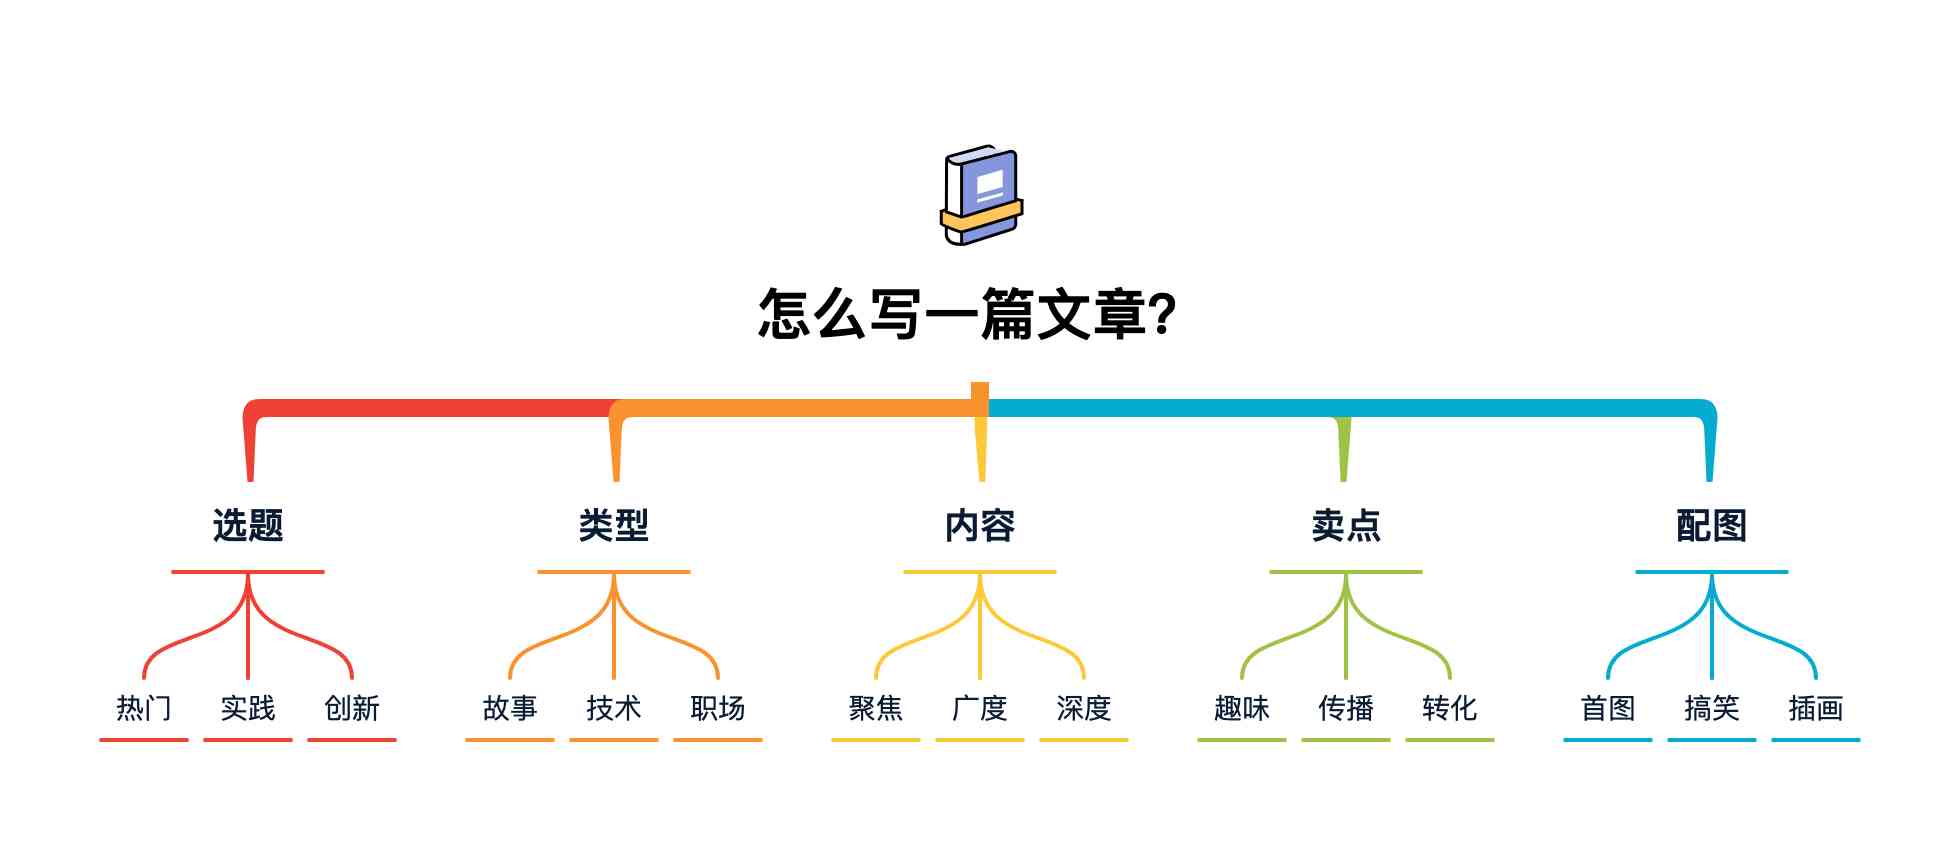 怎么写一篇文章?
选题
类型
内容
卖点
配图
热门
实践
创新
故事
技术
职场
聚焦
广度
深度
趣味
传播
转化
首图
搞笑
插画